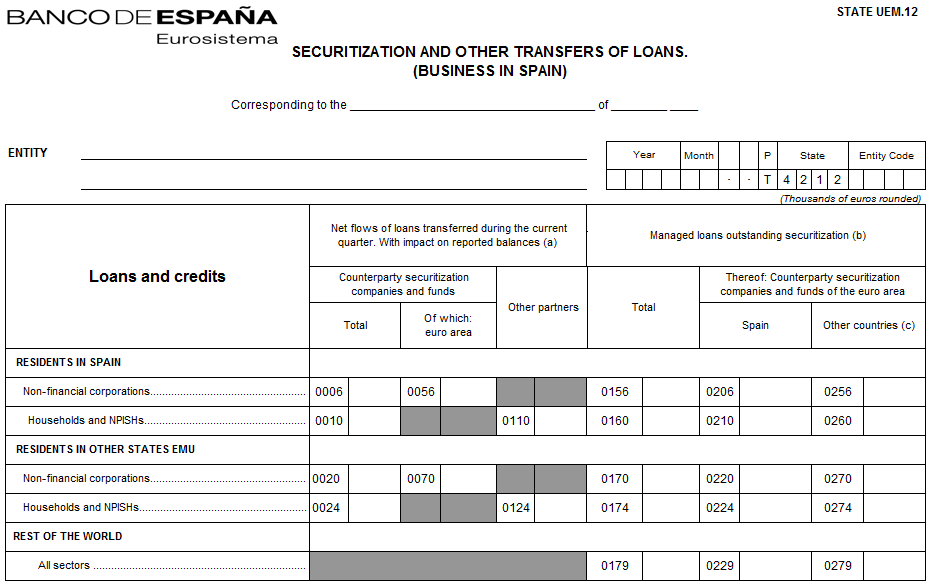 BANCO DE ESPAÑA
Eurosistema
STATE UEM.12
SECURITIZATION AND OTHER TRANSFERS OF LOANS.
(BUSINESS IN SPAIN)
Corresponding to the ____________ of ________ ____
ENTITY
Year Month P State Entity Code
- - T 4 2 1 2
(Thousands of euros rounded)
Loans and credits
Net flows of loans transferred during the current
quarter. With impact on reported balances (a)
Managed loans outstanding securitization (b)
Counterparty securitization
companies and funds
Other partners
Total
Thereof: Counterparty securitization
companies and funds of the euro area
Total
Of which:
euro area
Spain
Other countries (c)
RESIDENTS IN SPAIN
Non-financial corporations 0006 0056 0156 0206 0256
Households and NPISHs 0010 0110 0160 0210 0260
RESIDENTS IN OTHER STATES EMU
Non-financial corporations 0020 0070 0170 0220 0270
Households and NPISHs 0024 0124 0174 0224 0274
REST OF THE WORLD
All sectors 0179 0229 0279